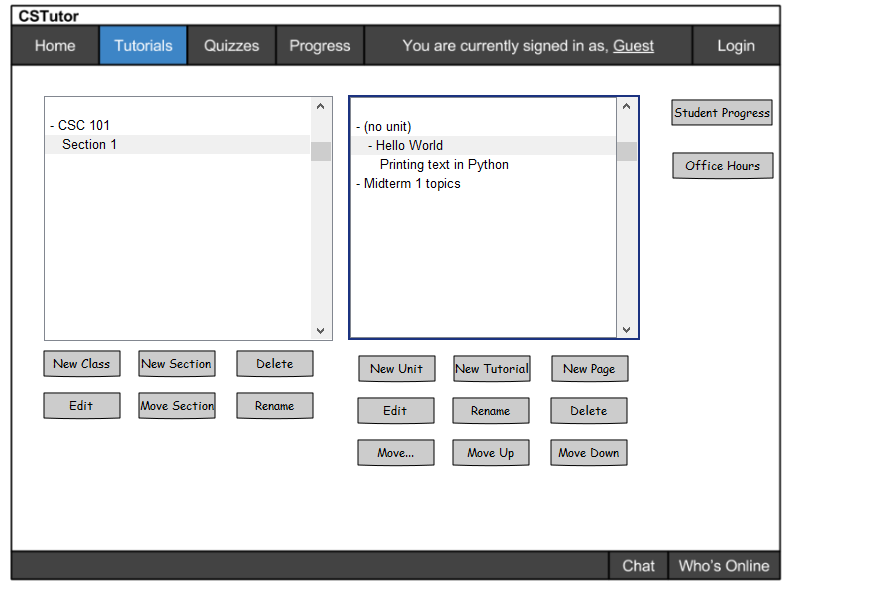 CSTutor
Home Tutorials Quizzes Progress You are currently signed in as, Guest Login
- CSC 101
Section 1
- (no unit)
- Hello World
Printing text in Python
- Midterm 1 topics
Student Progress
Office Hours
New Class New Section Delete
Edit Move Section Rename
New Unit New Tutorial New Page
Edit Rename Delete
Move... Move Up Move Down
Chat Who's Online